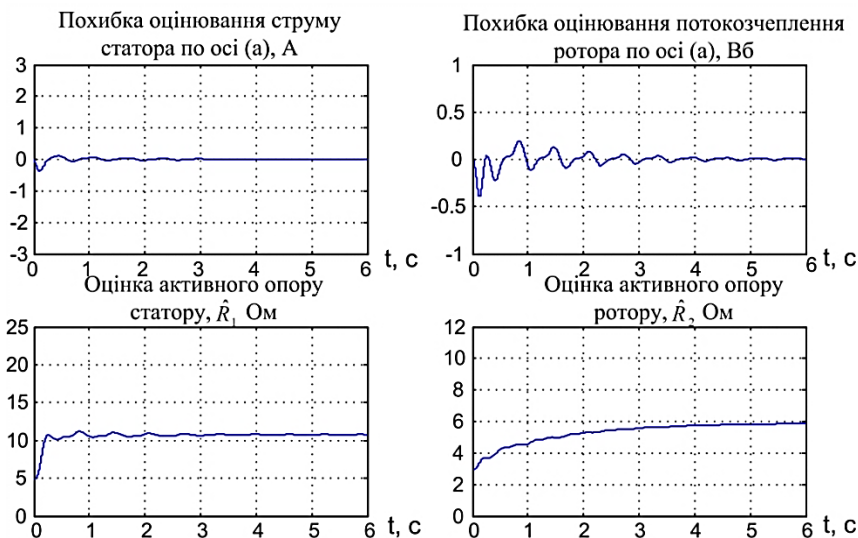 Похибка оцінювання струму
статора по осі (а), А
3
2
1
0
-1
-2
-3
0 1 2 3 4 5 6
t, c
Похибка оцінювання потокозчеплення
ротора по осі (а), Вб
1
0.5
0
-0.5
-1
0 1 2 3 4 5 6
t, c
Оцінка активного опору
статору, R̂₁ Ом
25
20
15
10
5
0
0 1 2 3 4 5 6
t, c
Оцінка активного опору
ротору, R̂₂ Ом
12
10
8
6
4
2
0
0 1 2 3 4 5 6
t, c